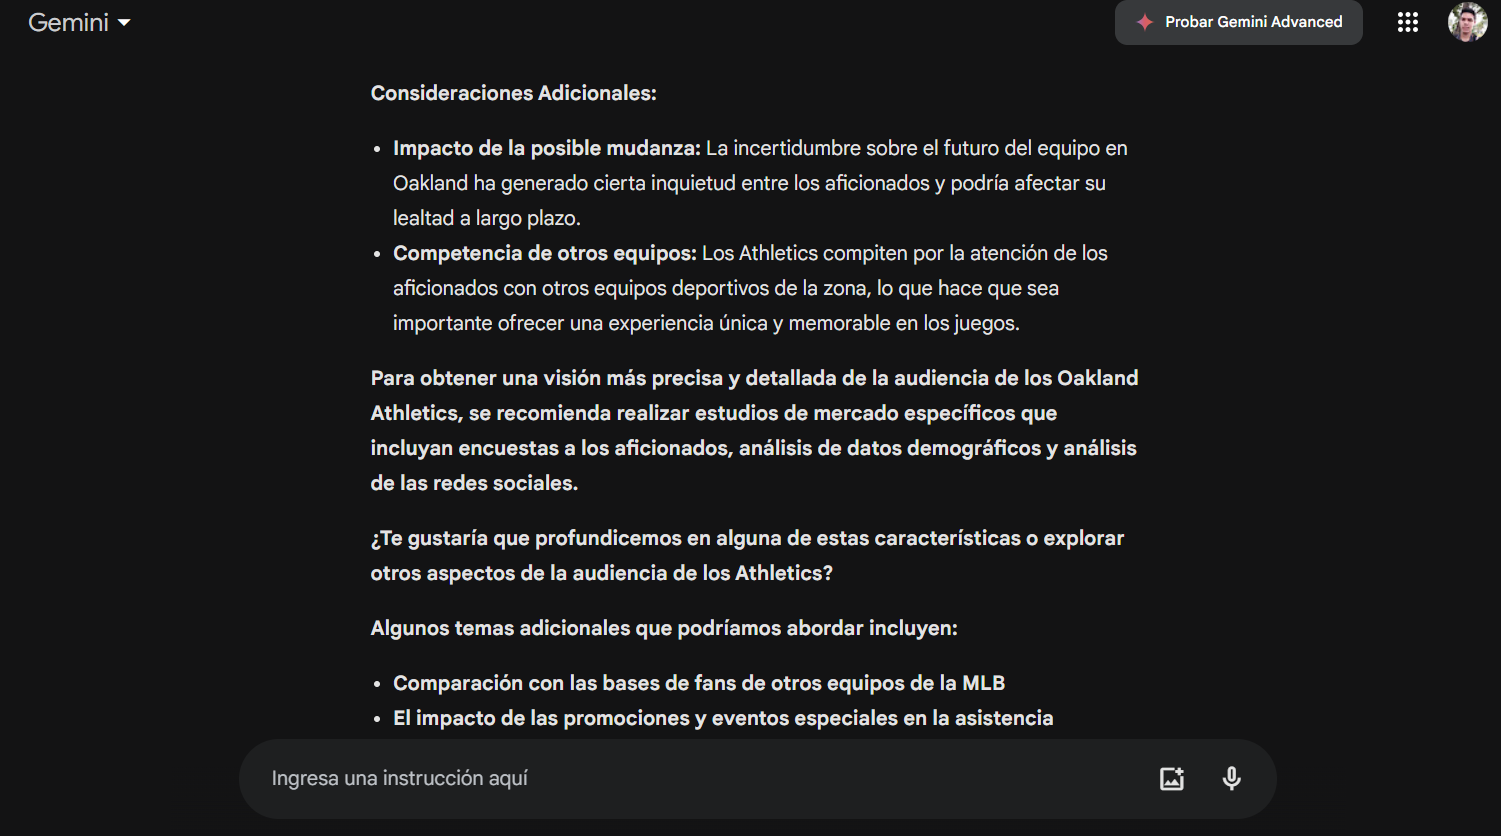 Gemini
Probar Gemini Advanced
Consideraciones Adicionales:
• Impacto de la posible mudanza: La incertidumbre sobre el futuro del equipo en
Oakland ha generado cierta inquietud entre los aficionados y podría afectar su
lealtad a largo plazo.
• Competencia de otros equipos: Los Athletics compiten por la atención de los
aficionados con otros equipos deportivos de la zona, lo que hace que sea
importante ofrecer una experiencia única y memorable en los juegos.
Para obtener una visión más precisa y detallada de la audiencia de los Oakland
Athletics, se recomienda realizar estudios de mercado específicos que
incluyan encuestas a los aficionados, análisis de datos demográficos y análisis
de las redes sociales.
¿Te gustaría que profundicemos en alguna de estas características o explorar
otros aspectos de la audiencia de los Athletics?
Algunos temas adicionales que podríamos abordar incluyen:
• Comparación con las bases de fans de otros equipos de la MLB
• El impacto de las promociones y eventos especiales en la asistencia
Ingresa una instrucción aquí